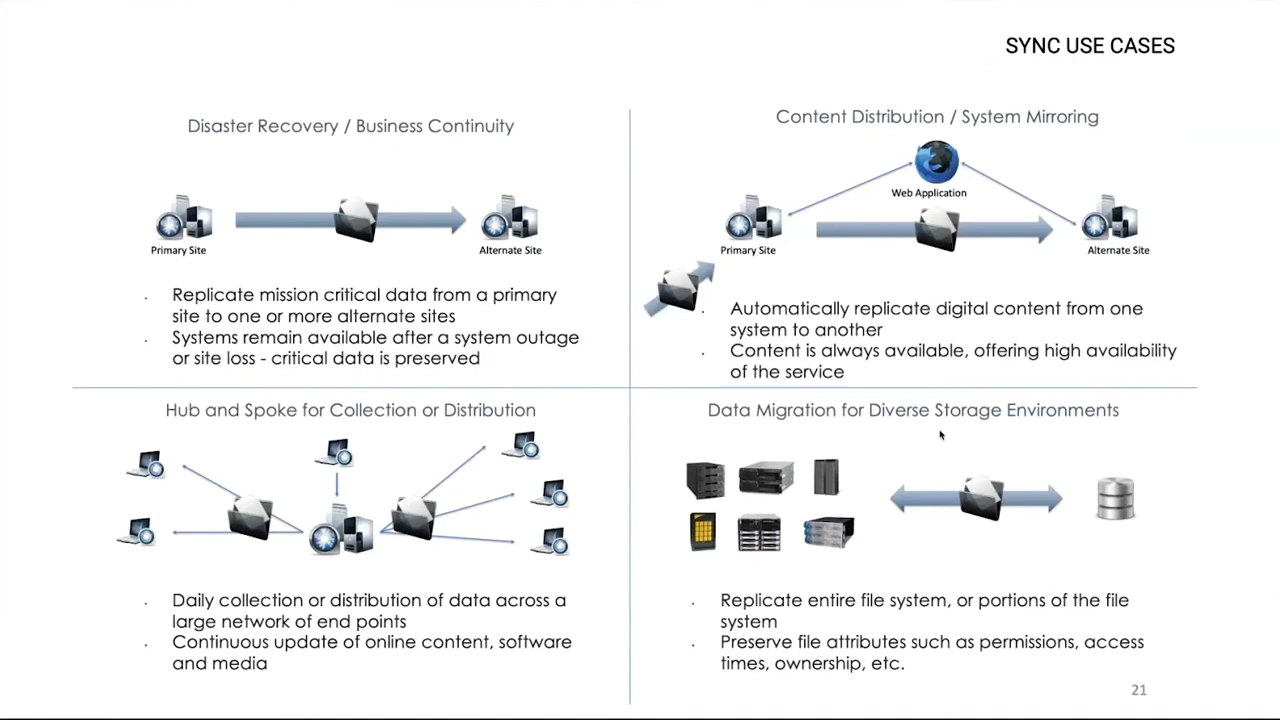 SYNC USE CASES
Disaster Recovery / Business Continuity
Primary Site
Alternate Site
· Replicate mission critical data from a primary
site to one or more alternate sites
· Systems remain available after a system outage
or site loss - critical data is preserved
Content Distribution / System Mirroring
Web Application
Primary Site
Alternate Site
· Automatically replicate digital content from one
system to another
· Content is always available, offering high availability
of the service
Hub and Spoke for Collection or Distribution
· Daily collection or distribution of data across a
large network of end points
· Continuous update of online content, software
and media
Data Migration for Diverse Storage Environments
· Replicate entire file system, or portions of the file
system
· Preserve file attributes such as permissions, access
times, ownership, etc.
21